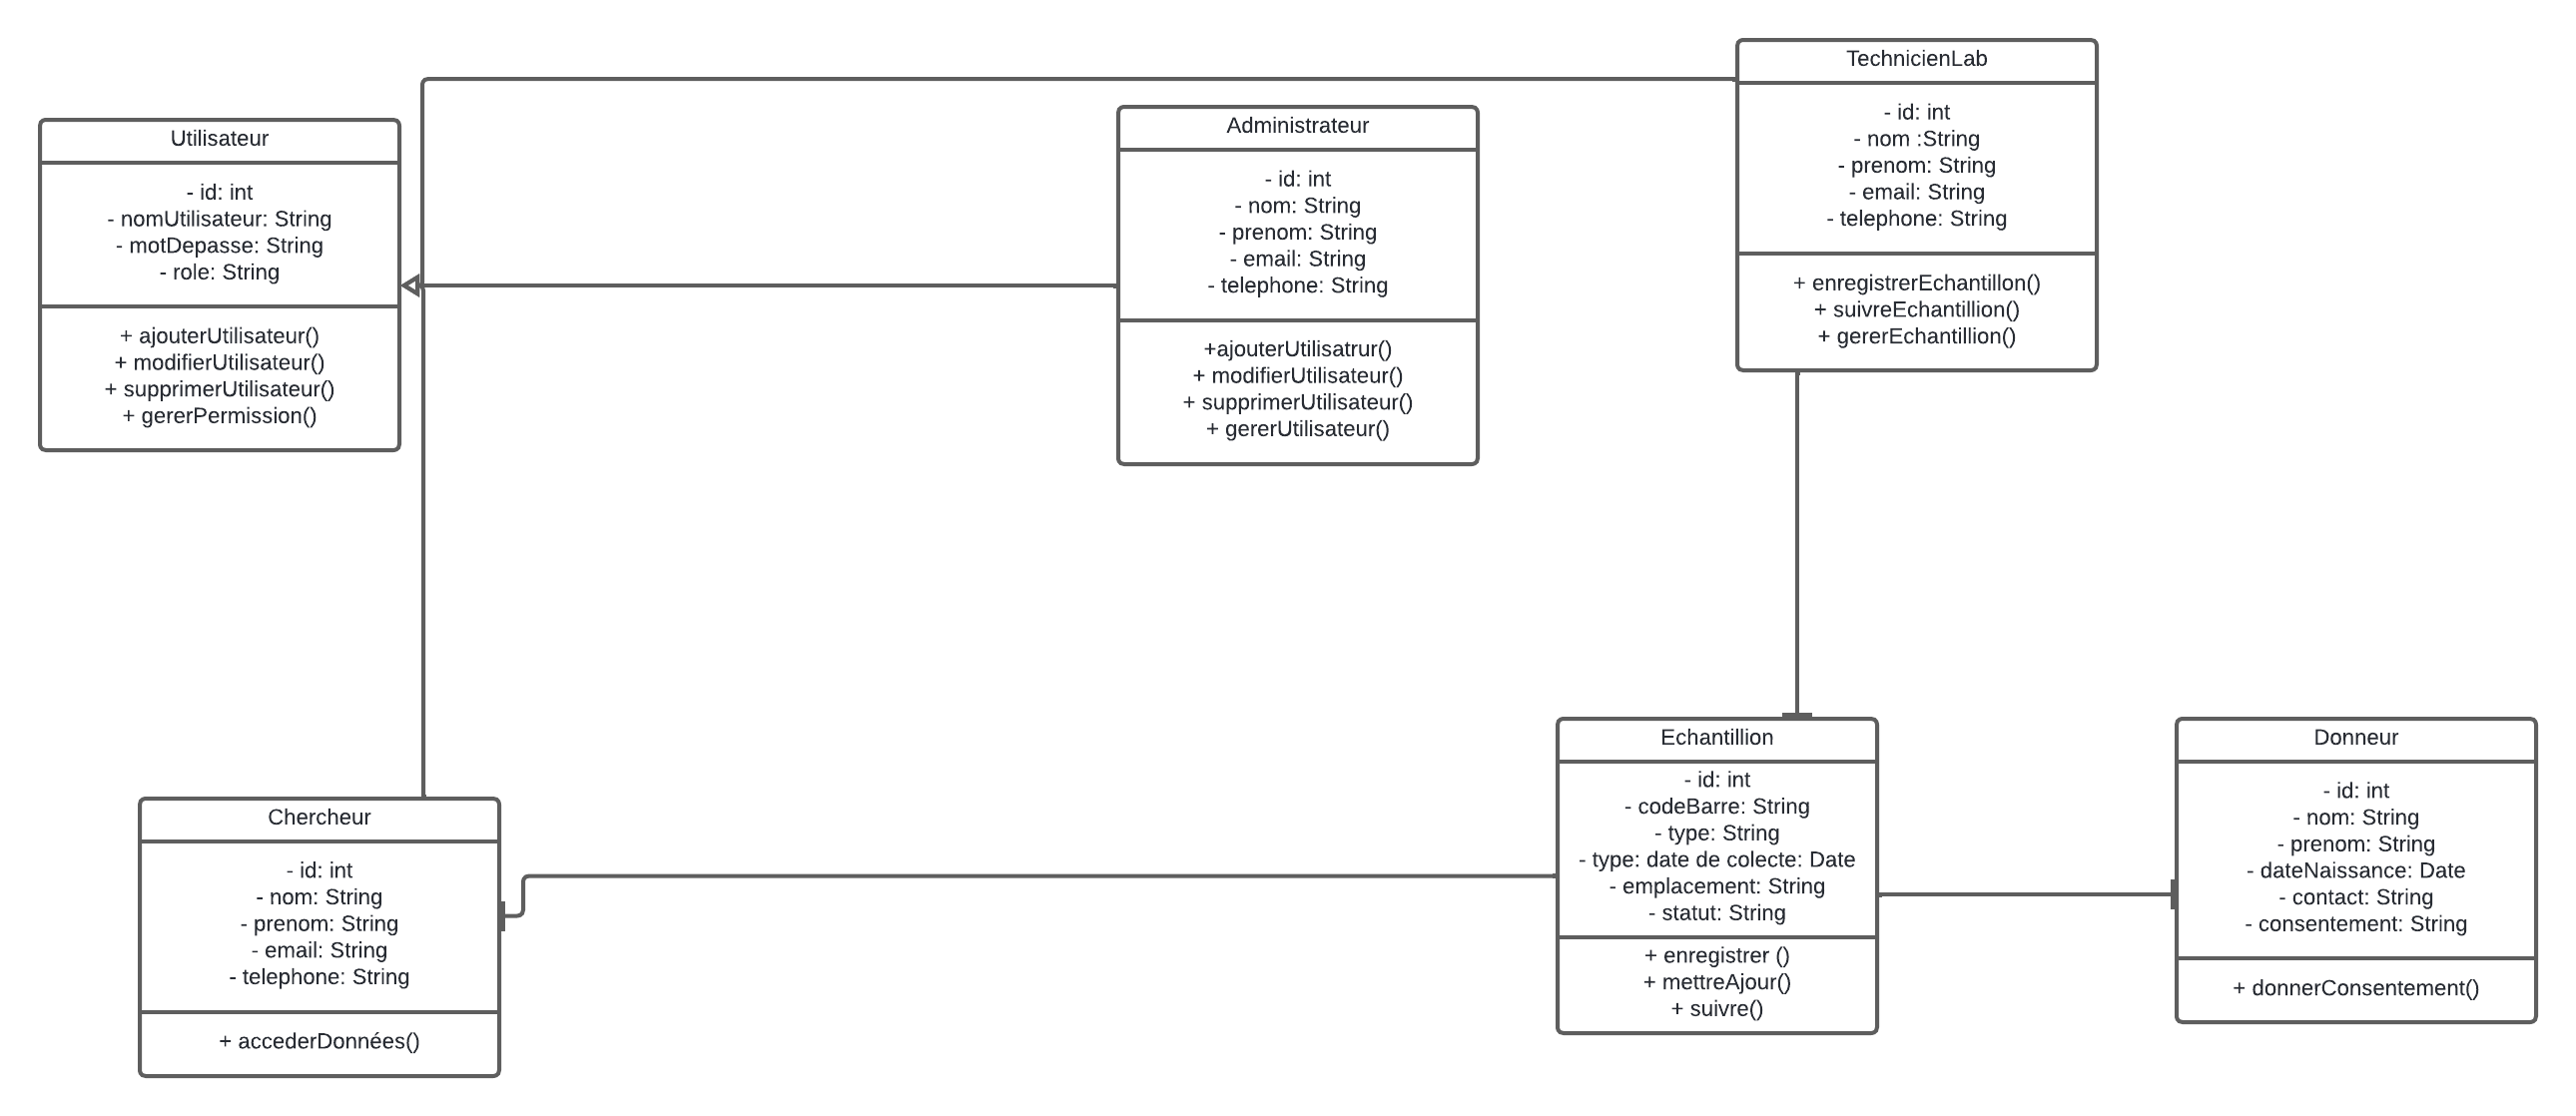 Utilisateur
- id: int
- nomUtilisateur: String
- motDepasse: String
- role: String
+ ajouterUtilisateur()
+ modifierUtilisateur()
+ supprimerUtilisateur()
+ gererPermission()
Administrateur
- id: int
- nom: String
- prenom: String
- email: String
- telephone: String
+ajouterUtilisatrur()
+ modifierUtilisateur()
+ supprimerUtilisateur()
+ gererUtilisateur()
TechnicienLab
- id: int
- nom :String
- prenom: String
- email: String
- telephone: String
+ enregistrerEchantillon()
+ suivreEchantillion()
+ gererEchantillion()
Chercheur
- id: int
- nom: String
- prenom: String
- email: String
- telephone: String
+ accederDonnées()
Echantillion
- id: int
- codeBarre: String
- type: String
- type: date de colecte: Date
- emplacement: String
- statut: String
+ enregistrer ()
+ mettreAjour()
+ suivre()
Donneur
- id: int
- nom: String
- prenom: String
- dateNaissance: Date
- contact: String
- consentement: String
+ donnerConsentement()